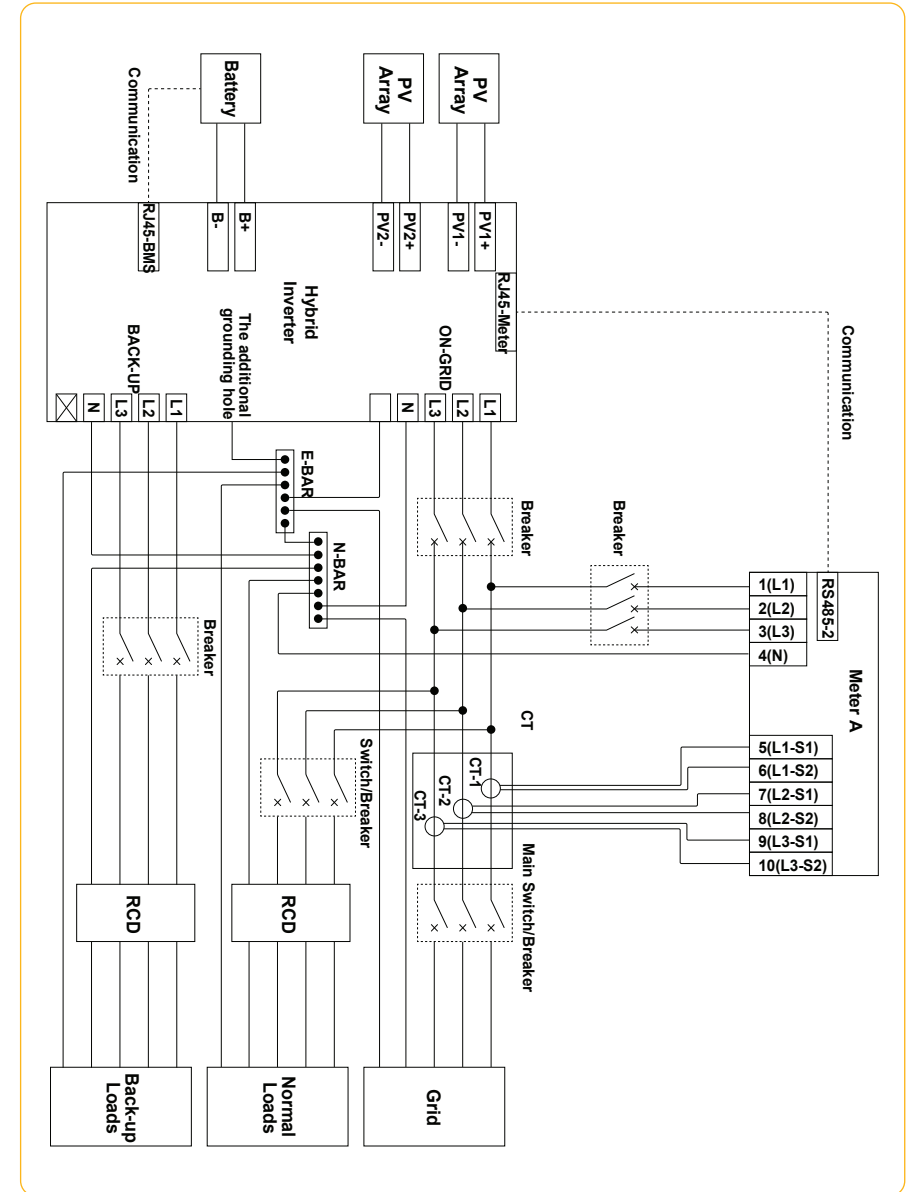 Battery
PV
Array
PV
Array
Communication
RJ45-BMS
B-
B+
PV2-
PV2+
PV1-
PV1+
RJ45-Meter
Hybrid
Inverter
Communication
BACK-UP
The additional
grounding hole
ON-GRID
N
L3
L2
L1
N
L3
L2
L1
E-BAR
N-BAR
Breaker
Breaker
RS485-2
1(L1)
2(L2)
3(L3)
4(N)
Meter A
5(L1-S1)
6(L1-S2)
7(L2-S1)
8(L2-S2)
9(L3-S1)
10(L3-S2)
Breaker
Switch/Breaker
CT
CT-1
CT-2
CT-3
Main Switch/Breaker
RCD
RCD
Back-up
Loads
Normal
Loads
Grid